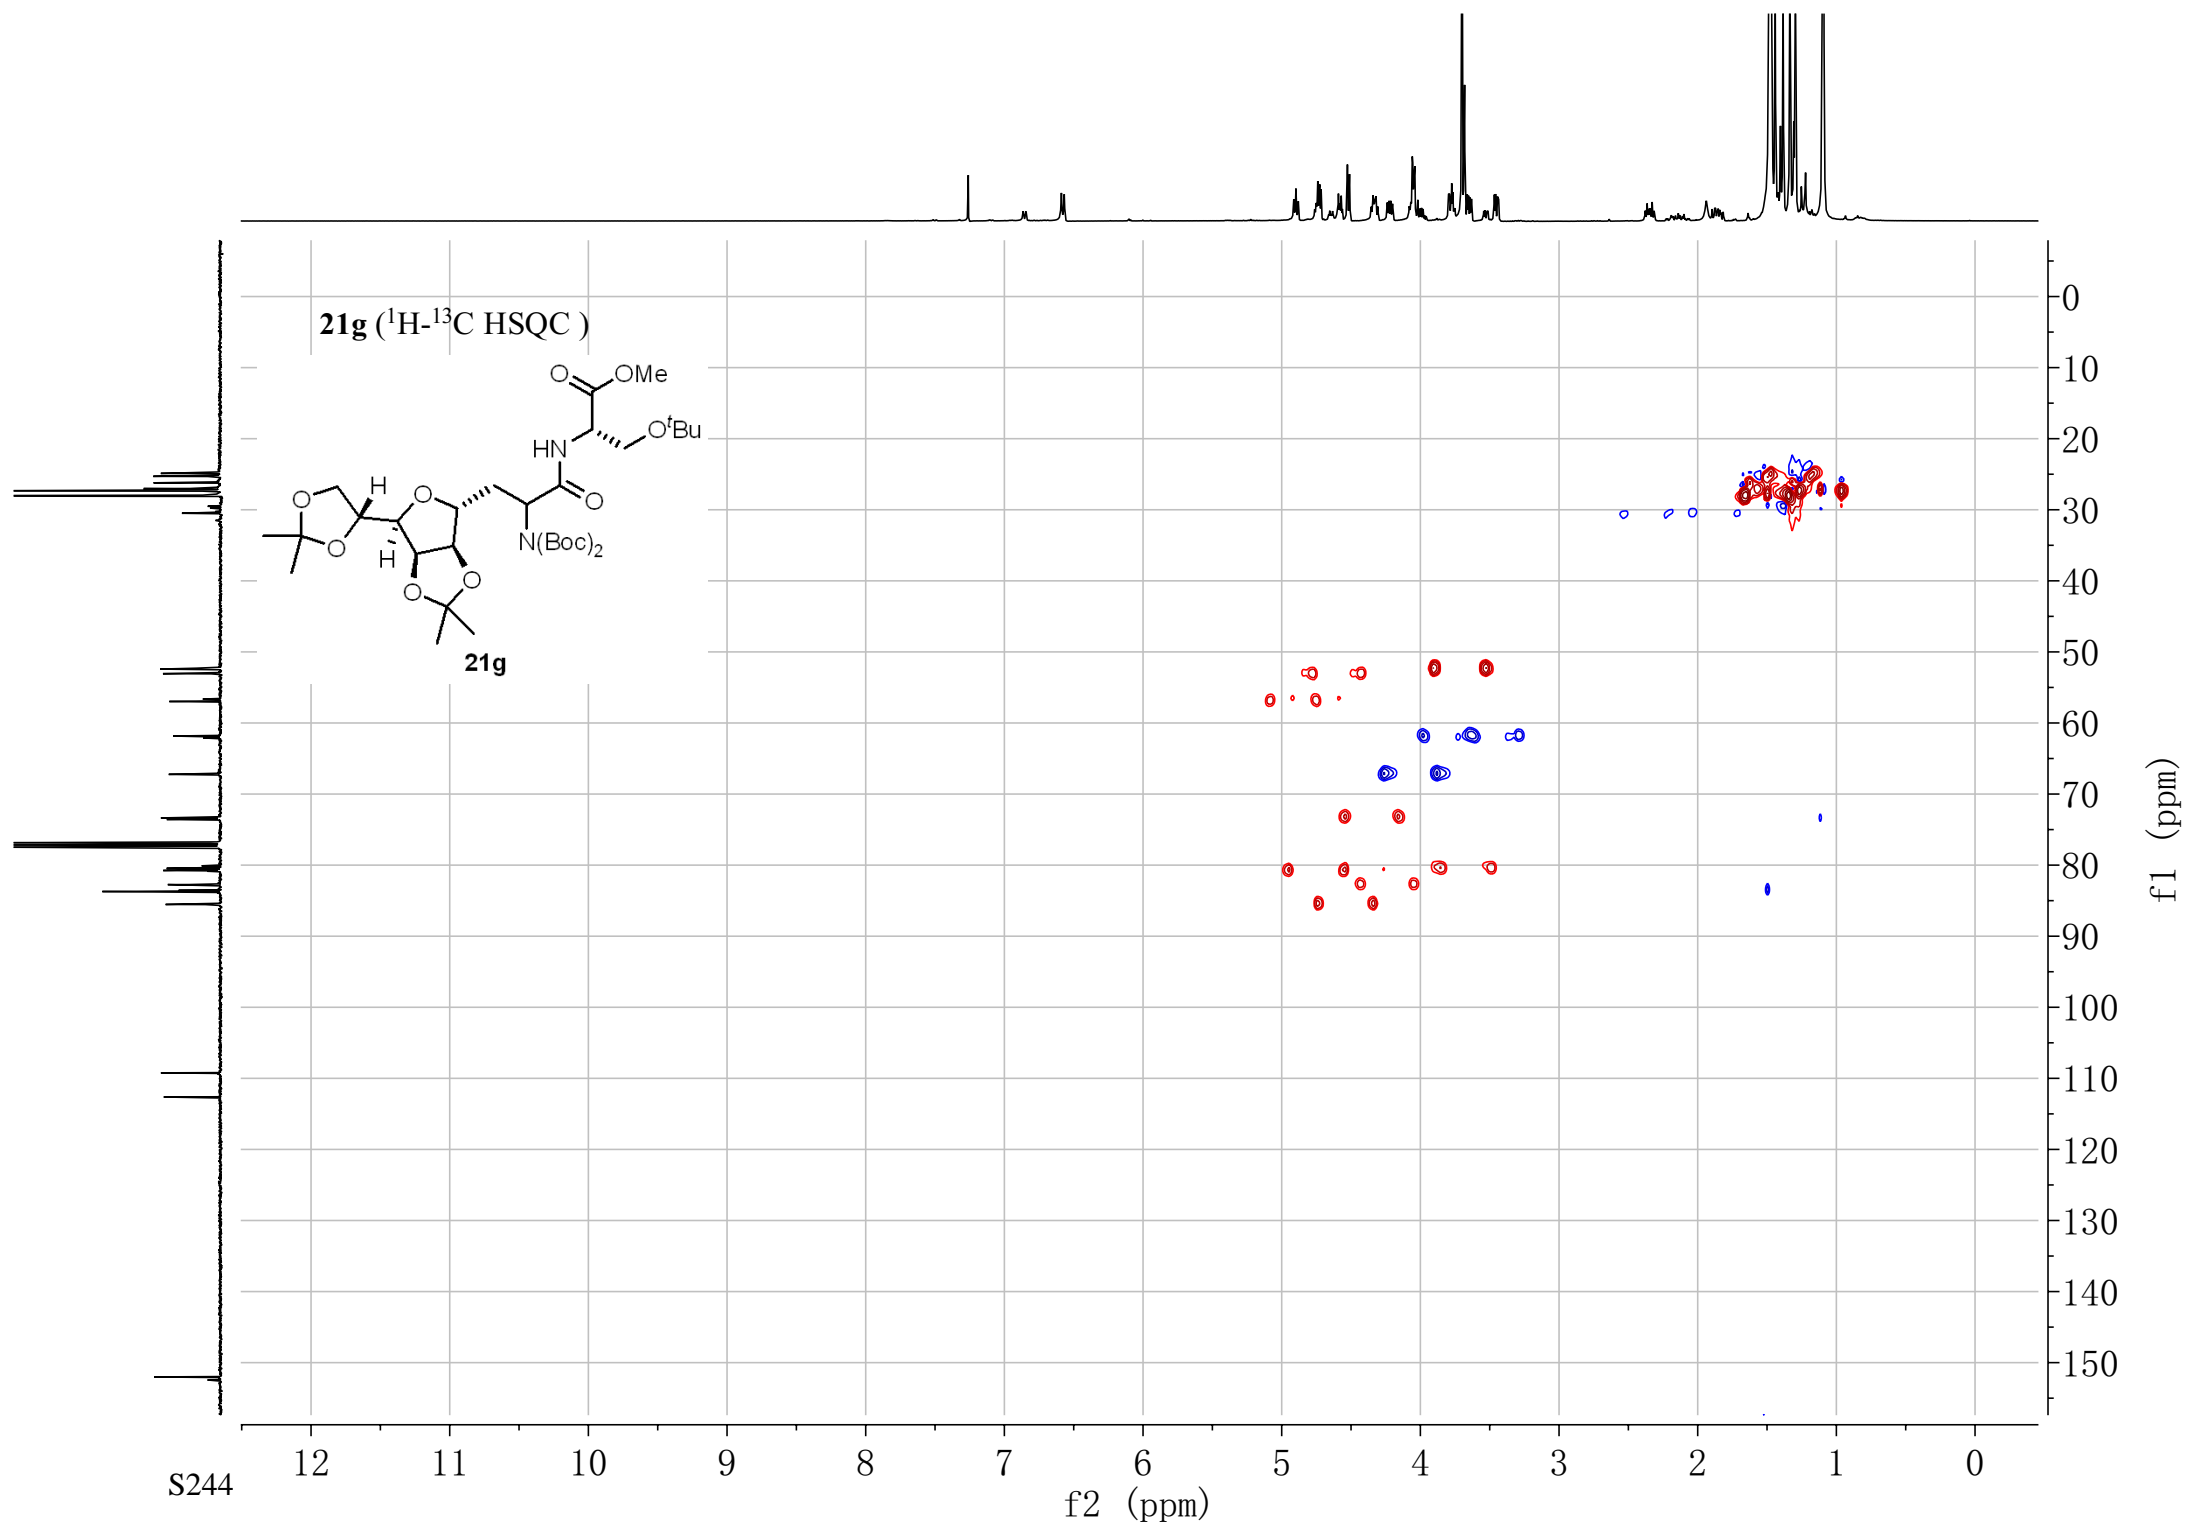 21g (¹H-¹³C HSQC )
O
OMe
OᵗBu
HN
H
O
O
O
O
N(Boc)₂
H
O
O
21g
0
10
20
30
40
50
60
70
80
90
100
110
120
130
140
150
f1 (ppm)
12 11 10 9 8 7 6 5 4 3 2 1 0
f2 (ppm)
S244